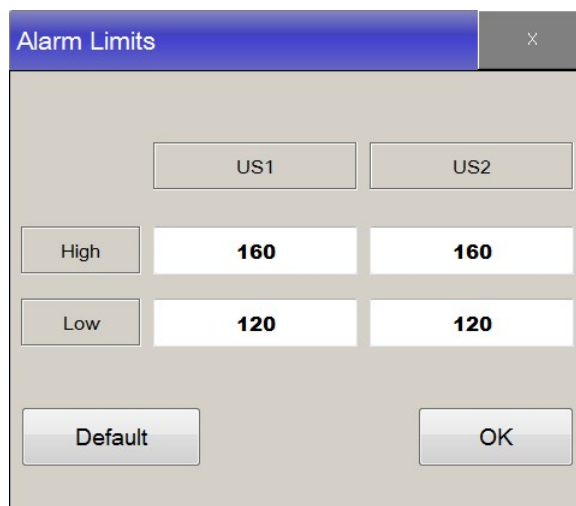 Alarm Limits X
US1 US2
High 160 160
Low 120 120
Default OK